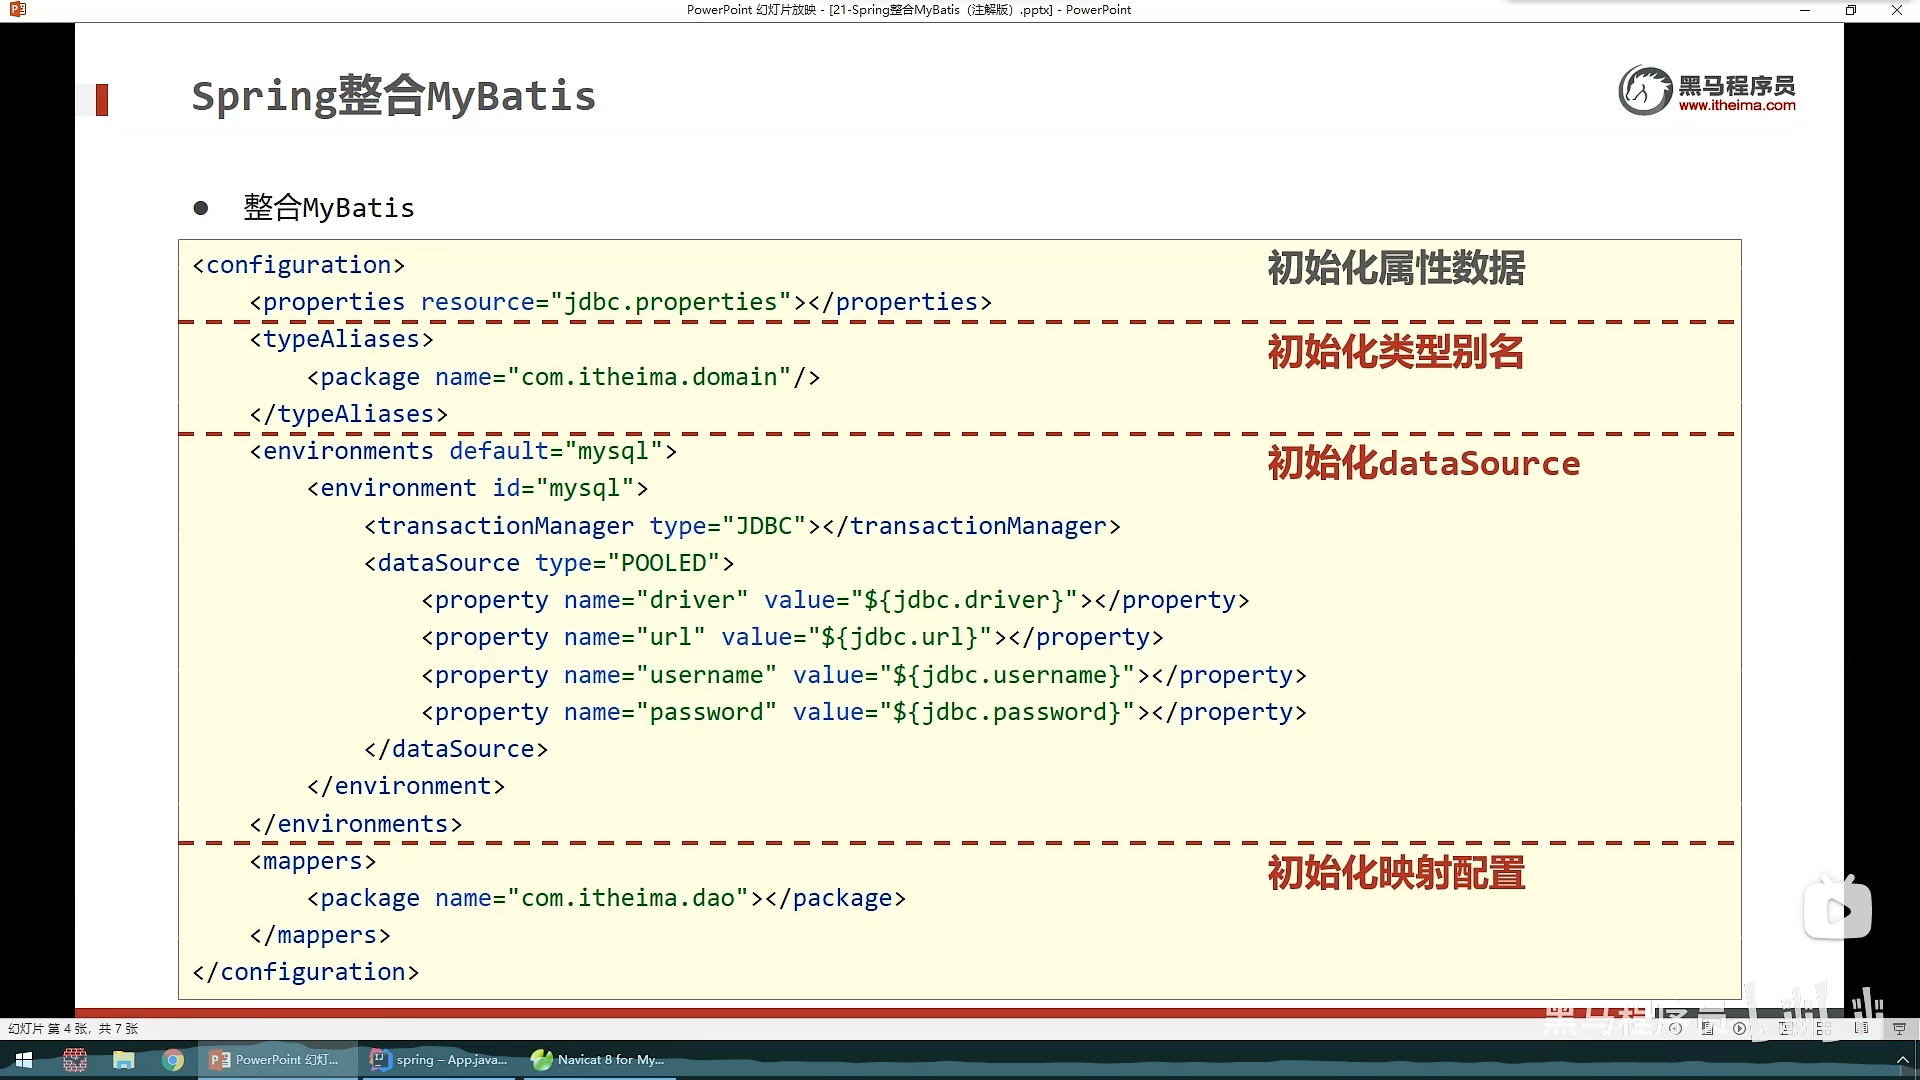 PowerPoint 幻灯片放映 - [21-Spring整合MyBatis（注解版）.pptx] - PowerPoint
Spring整合MyBatis
黑马程序员
www.itheima.com
● 整合MyBatis
<configuration>
初始化属性数据
<properties resource="jdbc.properties"></properties>
<typeAliases>
初始化类型别名
<package name="com.itheima.domain"/>
</typeAliases>
<environments default="mysql">
初始化dataSource
<environment id="mysql">
<transactionManager type="JDBC"></transactionManager>
<dataSource type="POOLED">
<property name="driver" value="${jdbc.driver}"></property>
<property name="url" value="${jdbc.url}"></property>
<property name="username" value="${jdbc.username}"></property>
<property name="password" value="${jdbc.password}"></property>
</dataSource>
</environment>
</environments>
<mappers>
初始化映射配置
<package name="com.itheima.dao"></package>
</mappers>
</configuration>
黑马程序员
幻灯片 第 4 张，共 7 张
PowerPoint 幻灯...
spring – App.java...
Navicat 8 for My...